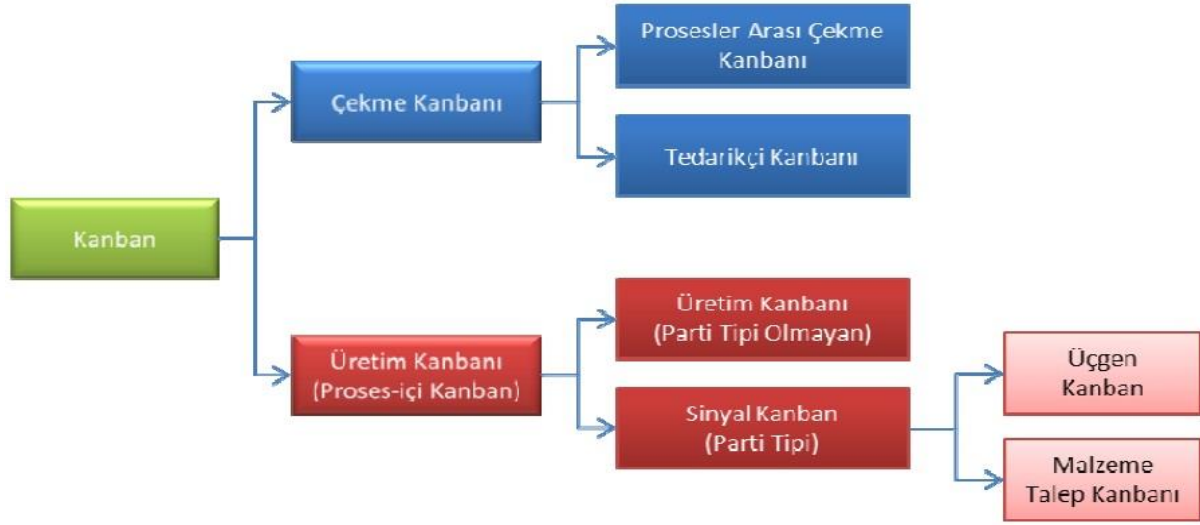 Prosesler Arası Çekme
Kanbanı
Çekme Kanbanı
Tedarikçi Kanbanı
Kanban
Üretim Kanbanı
(Parti Tipi Olmayan)
Üretim Kanbanı
(Proses-içi Kanban)
Sinyal Kanban
(Parti Tipi)
Üçgen
Kanban
Malzeme
Talep Kanbanı